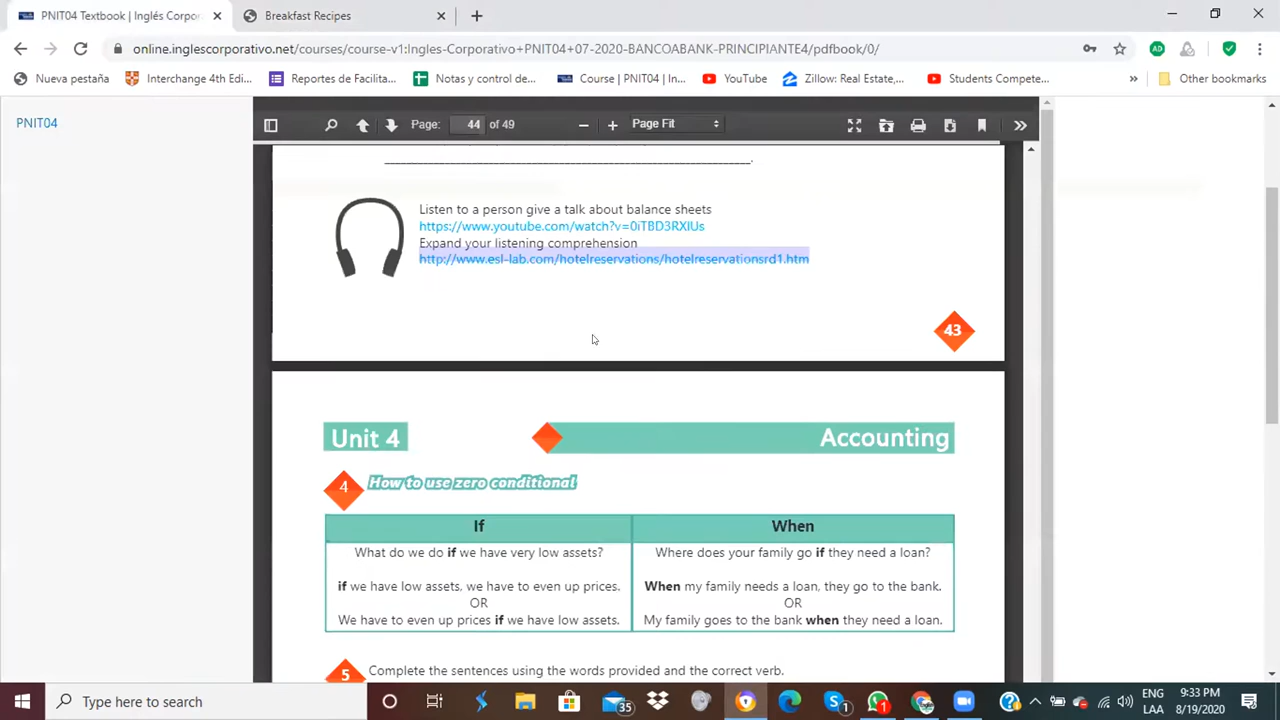 PNIT04 Textbook | Inglés Corpor
Breakfast Recipes
online.inglescorporativo.net/courses/course-v1:Ingles-Corporativo+PNIT04+07-2020-BANCOABANK-PRINCIPIANTE4/pdfbook/0/
Nueva pestaña
Interchange 4th Edi...
Reportes de Facilita...
Notas y control de...
Course | PNIT04 | In...
YouTube
Zillow: Real Estate,...
Students Compete...
»
Other bookmarks
PNIT04
Page: 44 of 49
Page Fit
Listen to a person give a talk about balance sheets
https://www.youtube.com/watch?v=0iTBD3RXIUs
Expand your listening comprehension
http://www.esl-lab.com/hotelreservations/hotelreservationsrd1.htm
43
Unit 4
Accounting
4
How to use zero conditional
If
When
What do we do if we have very low assets?
Where does your family go if they need a loan?
if we have low assets, we have to even up prices.
When my family needs a loan, they go to the bank.
OR
OR
We have to even up prices if we have low assets.
My family goes to the bank when they need a loan.
5
Complete the sentences using the words provided and the correct verb.
Type here to search
35
1
1
ENG
LAA
9:33 PM
8/19/2020